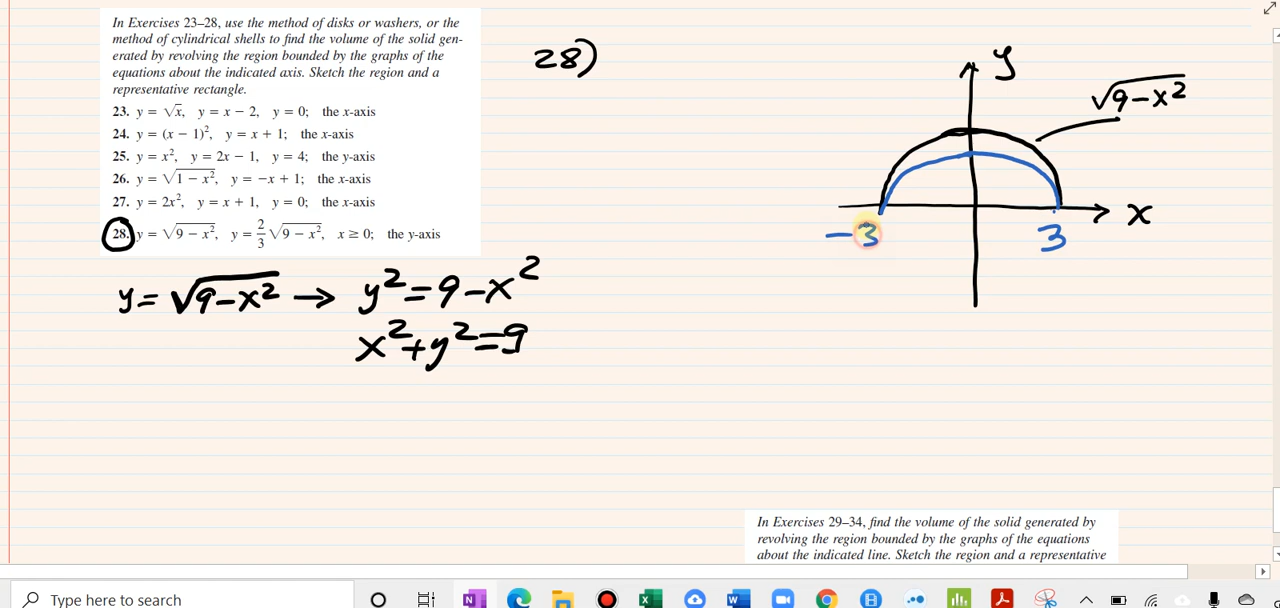 In Exercises 23–28, use the method of disks or washers, or the
method of cylindrical shells to find the volume of the solid gen-
erated by revolving the region bounded by the graphs of the
equations about the indicated axis. Sketch the region and a
representative rectangle.
23. y = √x, y = x − 2, y = 0; the x-axis
24. y = (x − 1)², y = x + 1; the x-axis
25. y = x², y = 2x − 1, y = 4; the y-axis
26. y = √(1 − x²), y = −x + 1; the x-axis
27. y = 2x², y = x + 1, y = 0; the x-axis
28. y = √(9 − x²), y = 2/3 √(9 − x²), x ≥ 0; the y-axis
28)
y
√(9−x²)
x
−3
3
y = √(9−x²) → y² = 9−x²
x²+y²=9
In Exercises 29–34, find the volume of the solid generated by
revolving the region bounded by the graphs of the equations
about the indicated line. Sketch the region and a representative
Type here to search